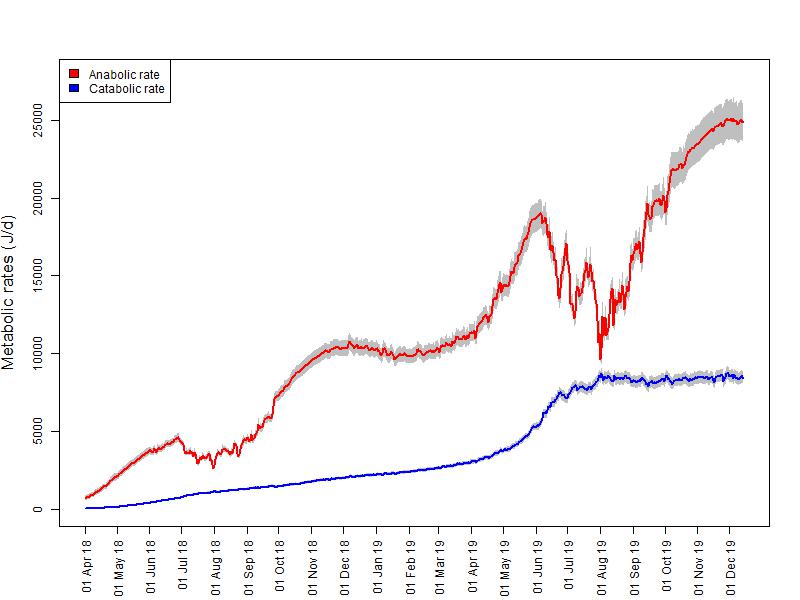 Anabolic rate
Catabolic rate
Metabolic rates (J/d)
25000
20000
15000
10000
5000
0
01 Apr 18
01 May 18
01 Jun 18
01 Jul 18
01 Aug 18
01 Sep 18
01 Oct 18
01 Nov 18
01 Dec 18
01 Jan 19
01 Feb 19
01 Mar 19
01 Apr 19
01 May 19
01 Jun 19
01 Jul 19
01 Aug 19
01 Sep 19
01 Oct 19
01 Nov 19
01 Dec 19